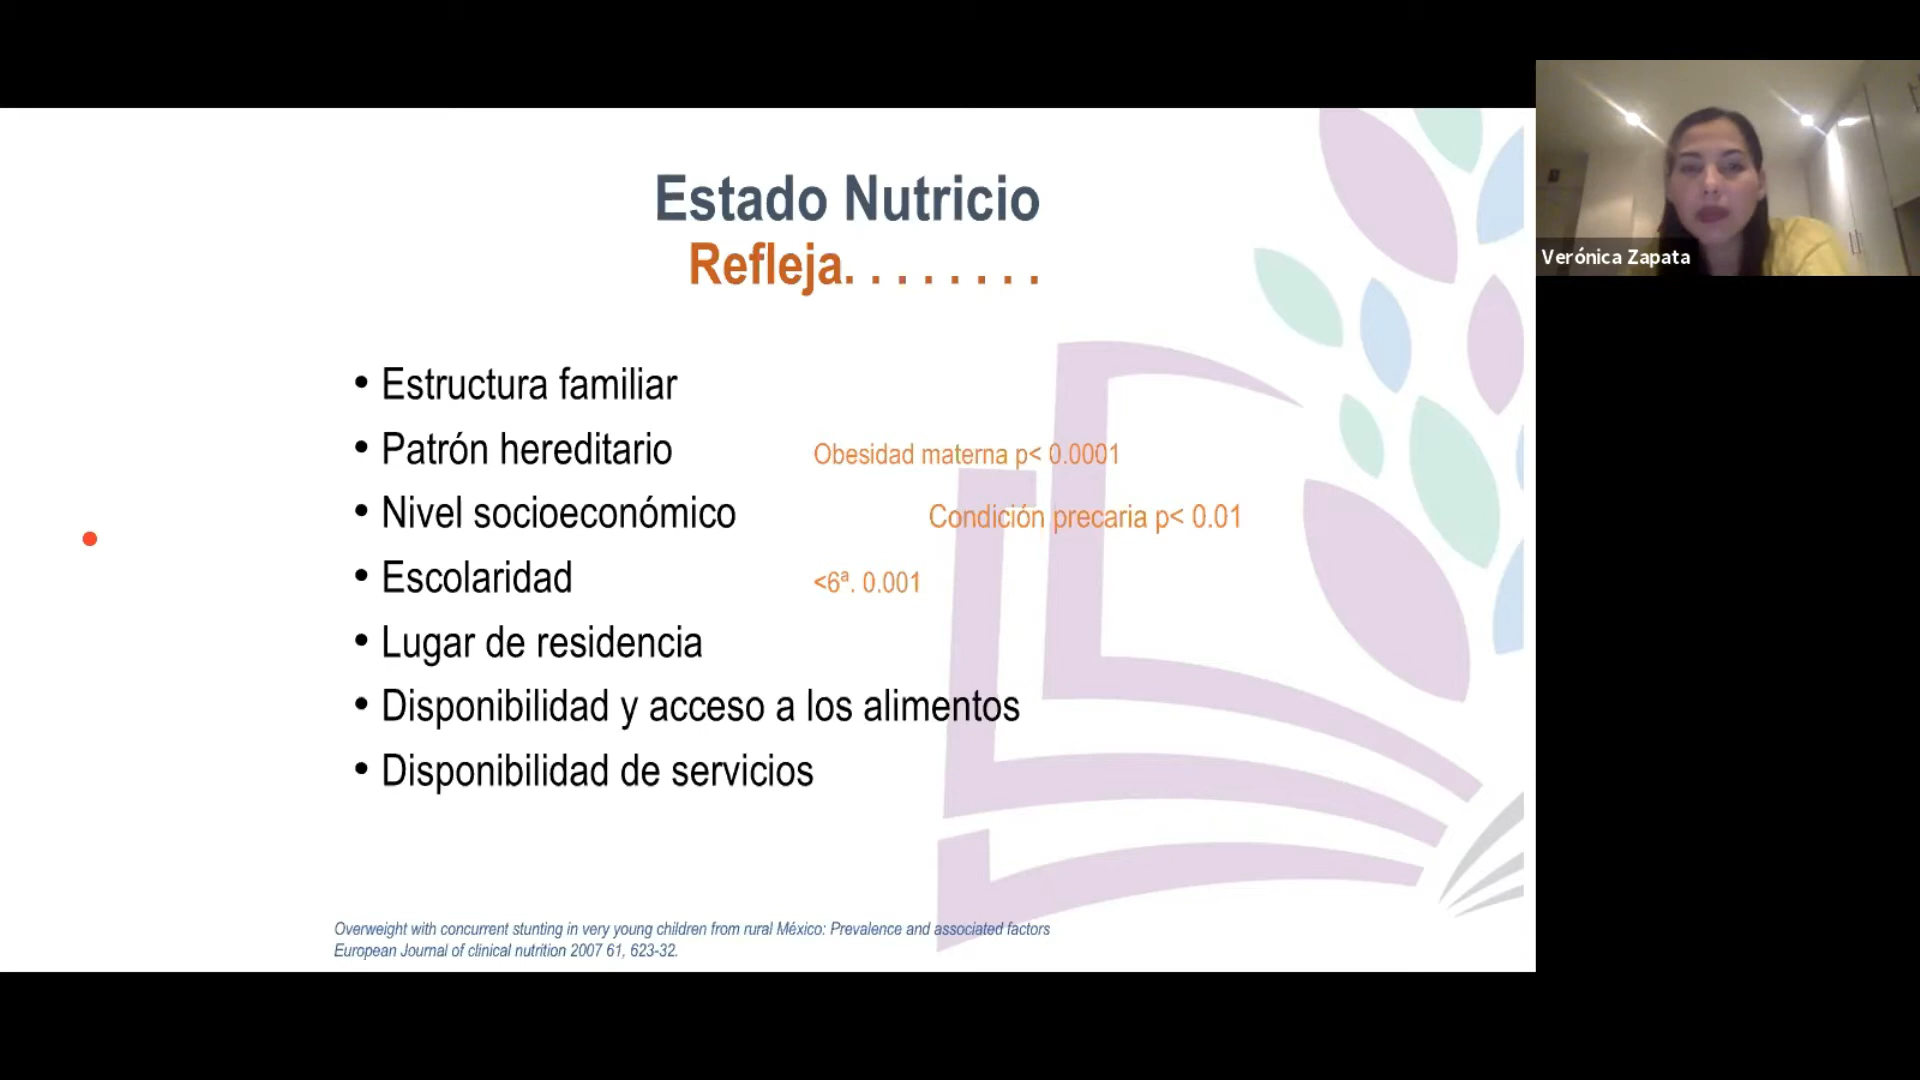 Estado Nutricio
Refleja. . . . . . . .
• Estructura familiar
• Patrón hereditario
Obesidad materna p< 0.0001
• Nivel socioeconómico
Condición precaria p< 0.01
• Escolaridad
<6ª. 0.001
• Lugar de residencia
• Disponibilidad y acceso a los alimentos
• Disponibilidad de servicios
Overweight with concurrent stunting in very young children from rural México: Prevalence and associated factors
European Journal of clinical nutrition 2007 61, 623-32.
Verónica Zapata